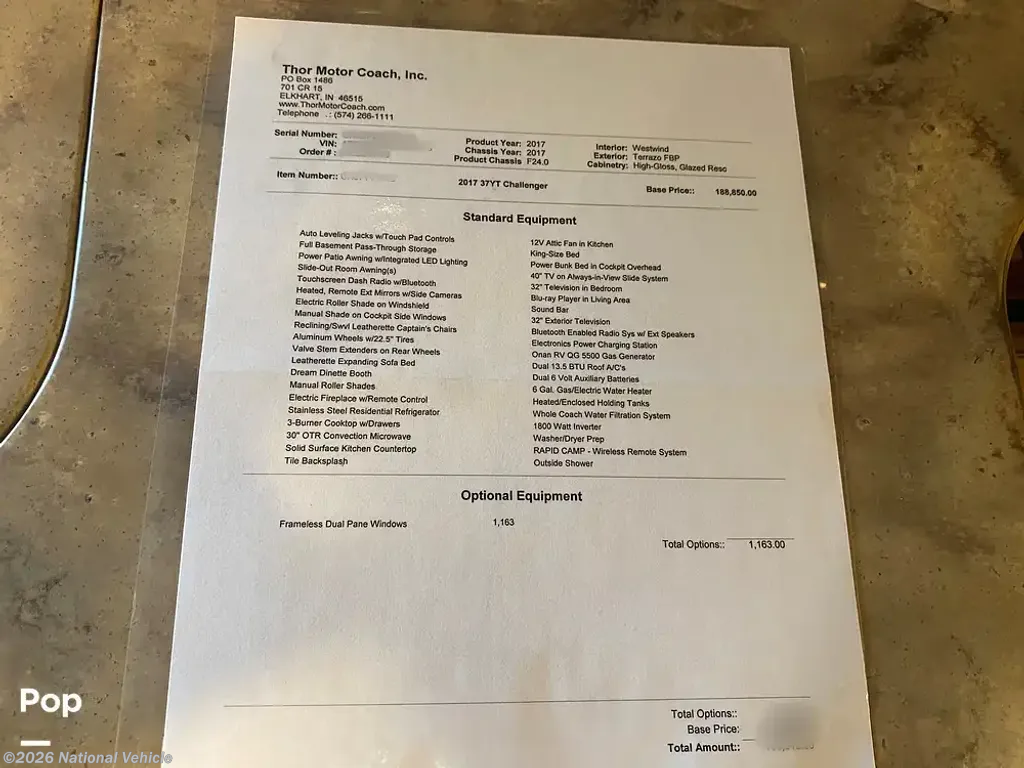 Thor Motor Coach, Inc.
PO Box 1486
701 CR 15
ELKHART, IN 46515
www.ThorMotorCoach.com
Telephone .: (574) 266-1111
Serial Number:
VIN:
Order # :
Product Year: 2017
Chassis Year: 2017
Product Chassis F24.0
Interior: Westwind
Exterior: Terrazo FBP
Cabinetry: High-Gloss, Glazed Resc
Item Number::
2017 37YT Challenger
Base Price:: 188,850.00
Standard Equipment
Auto Leveling Jacks w/Touch Pad Controls
Full Basement Pass-Through Storage
Power Patio Awning w/Integrated LED Lighting
Slide-Out Room Awning(s)
Touchscreen Dash Radio w/Bluetooth
Heated, Remote Ext Mirrors w/Side Cameras
Electric Roller Shade on Windshield
Manual Shade on Cockpit Side Windows
Reclining/Swvl Leatherette Captain's Chairs
Aluminum Wheels w/22.5" Tires
Valve Stem Extenders on Rear Wheels
Leatherette Expanding Sofa Bed
Dream Dinette Booth
Manual Roller Shades
Electric Fireplace w/Remote Control
Stainless Steel Residential Refrigerator
3-Burner Cooktop w/Drawers
30" OTR Convection Microwave
Solid Surface Kitchen Countertop
Tile Backsplash
12V Attic Fan in Kitchen
King-Size Bed
Power Bunk Bed in Cockpit Overhead
40" TV on Always-in-View Slide System
32" Television in Bedroom
Blu-ray Player in Living Area
Sound Bar
32" Exterior Television
Bluetooth Enabled Radio Sys w/ Ext Speakers
Electronics Power Charging Station
Onan RV QG 5500 Gas Generator
Dual 13.5 BTU Roof A/C's
Dual 6 Volt Auxiliary Batteries
6 Gal. Gas/Electric Water Heater
Heated/Enclosed Holding Tanks
Whole Coach Water Filtration System
1800 Watt Inverter
Washer/Dryer Prep
RAPID CAMP - Wireless Remote System
Outside Shower
Optional Equipment
Frameless Dual Pane Windows 1,163
Total Options:: 1,163.00
Total Options::
Base Price:
Total Amount::
Pop
©2026 National Vehicle